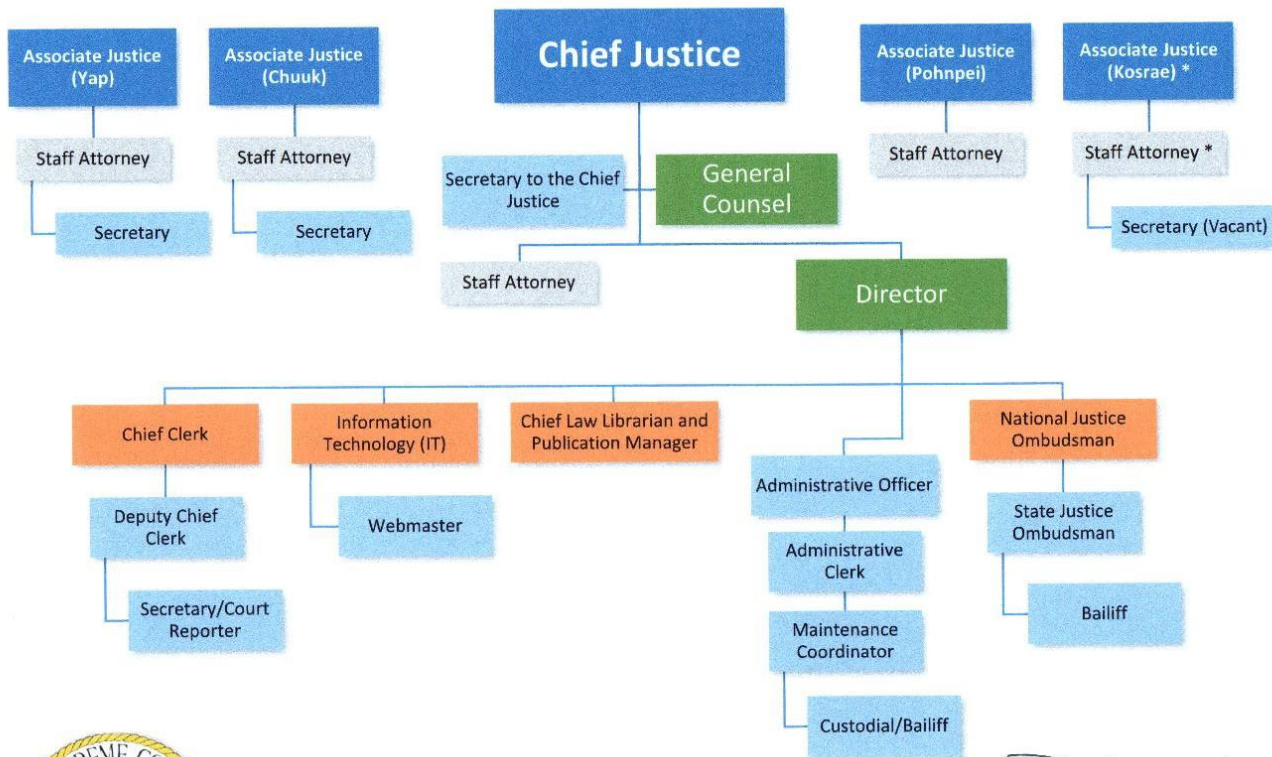 Chief Justice
Associate Justice
(Yap)
Associate Justice
(Chuuk)
Associate Justice
(Pohnpei)
Associate Justice
(Kosrae) *
Staff Attorney
Staff Attorney
Staff Attorney
Staff Attorney *
Secretary to the Chief
Justice
General
Counsel
Secretary
Secretary
Secretary (Vacant)
Staff Attorney
Director
Chief Clerk
Information
Technology (IT)
Chief Law Librarian and
Publication Manager
National Justice
Ombudsman
Administrative Officer
Deputy Chief
Clerk
Webmaster
State Justice
Ombudsman
Administrative
Clerk
Secretary/Court
Reporter
Bailiff
Maintenance
Coordinator
Custodial/Bailiff